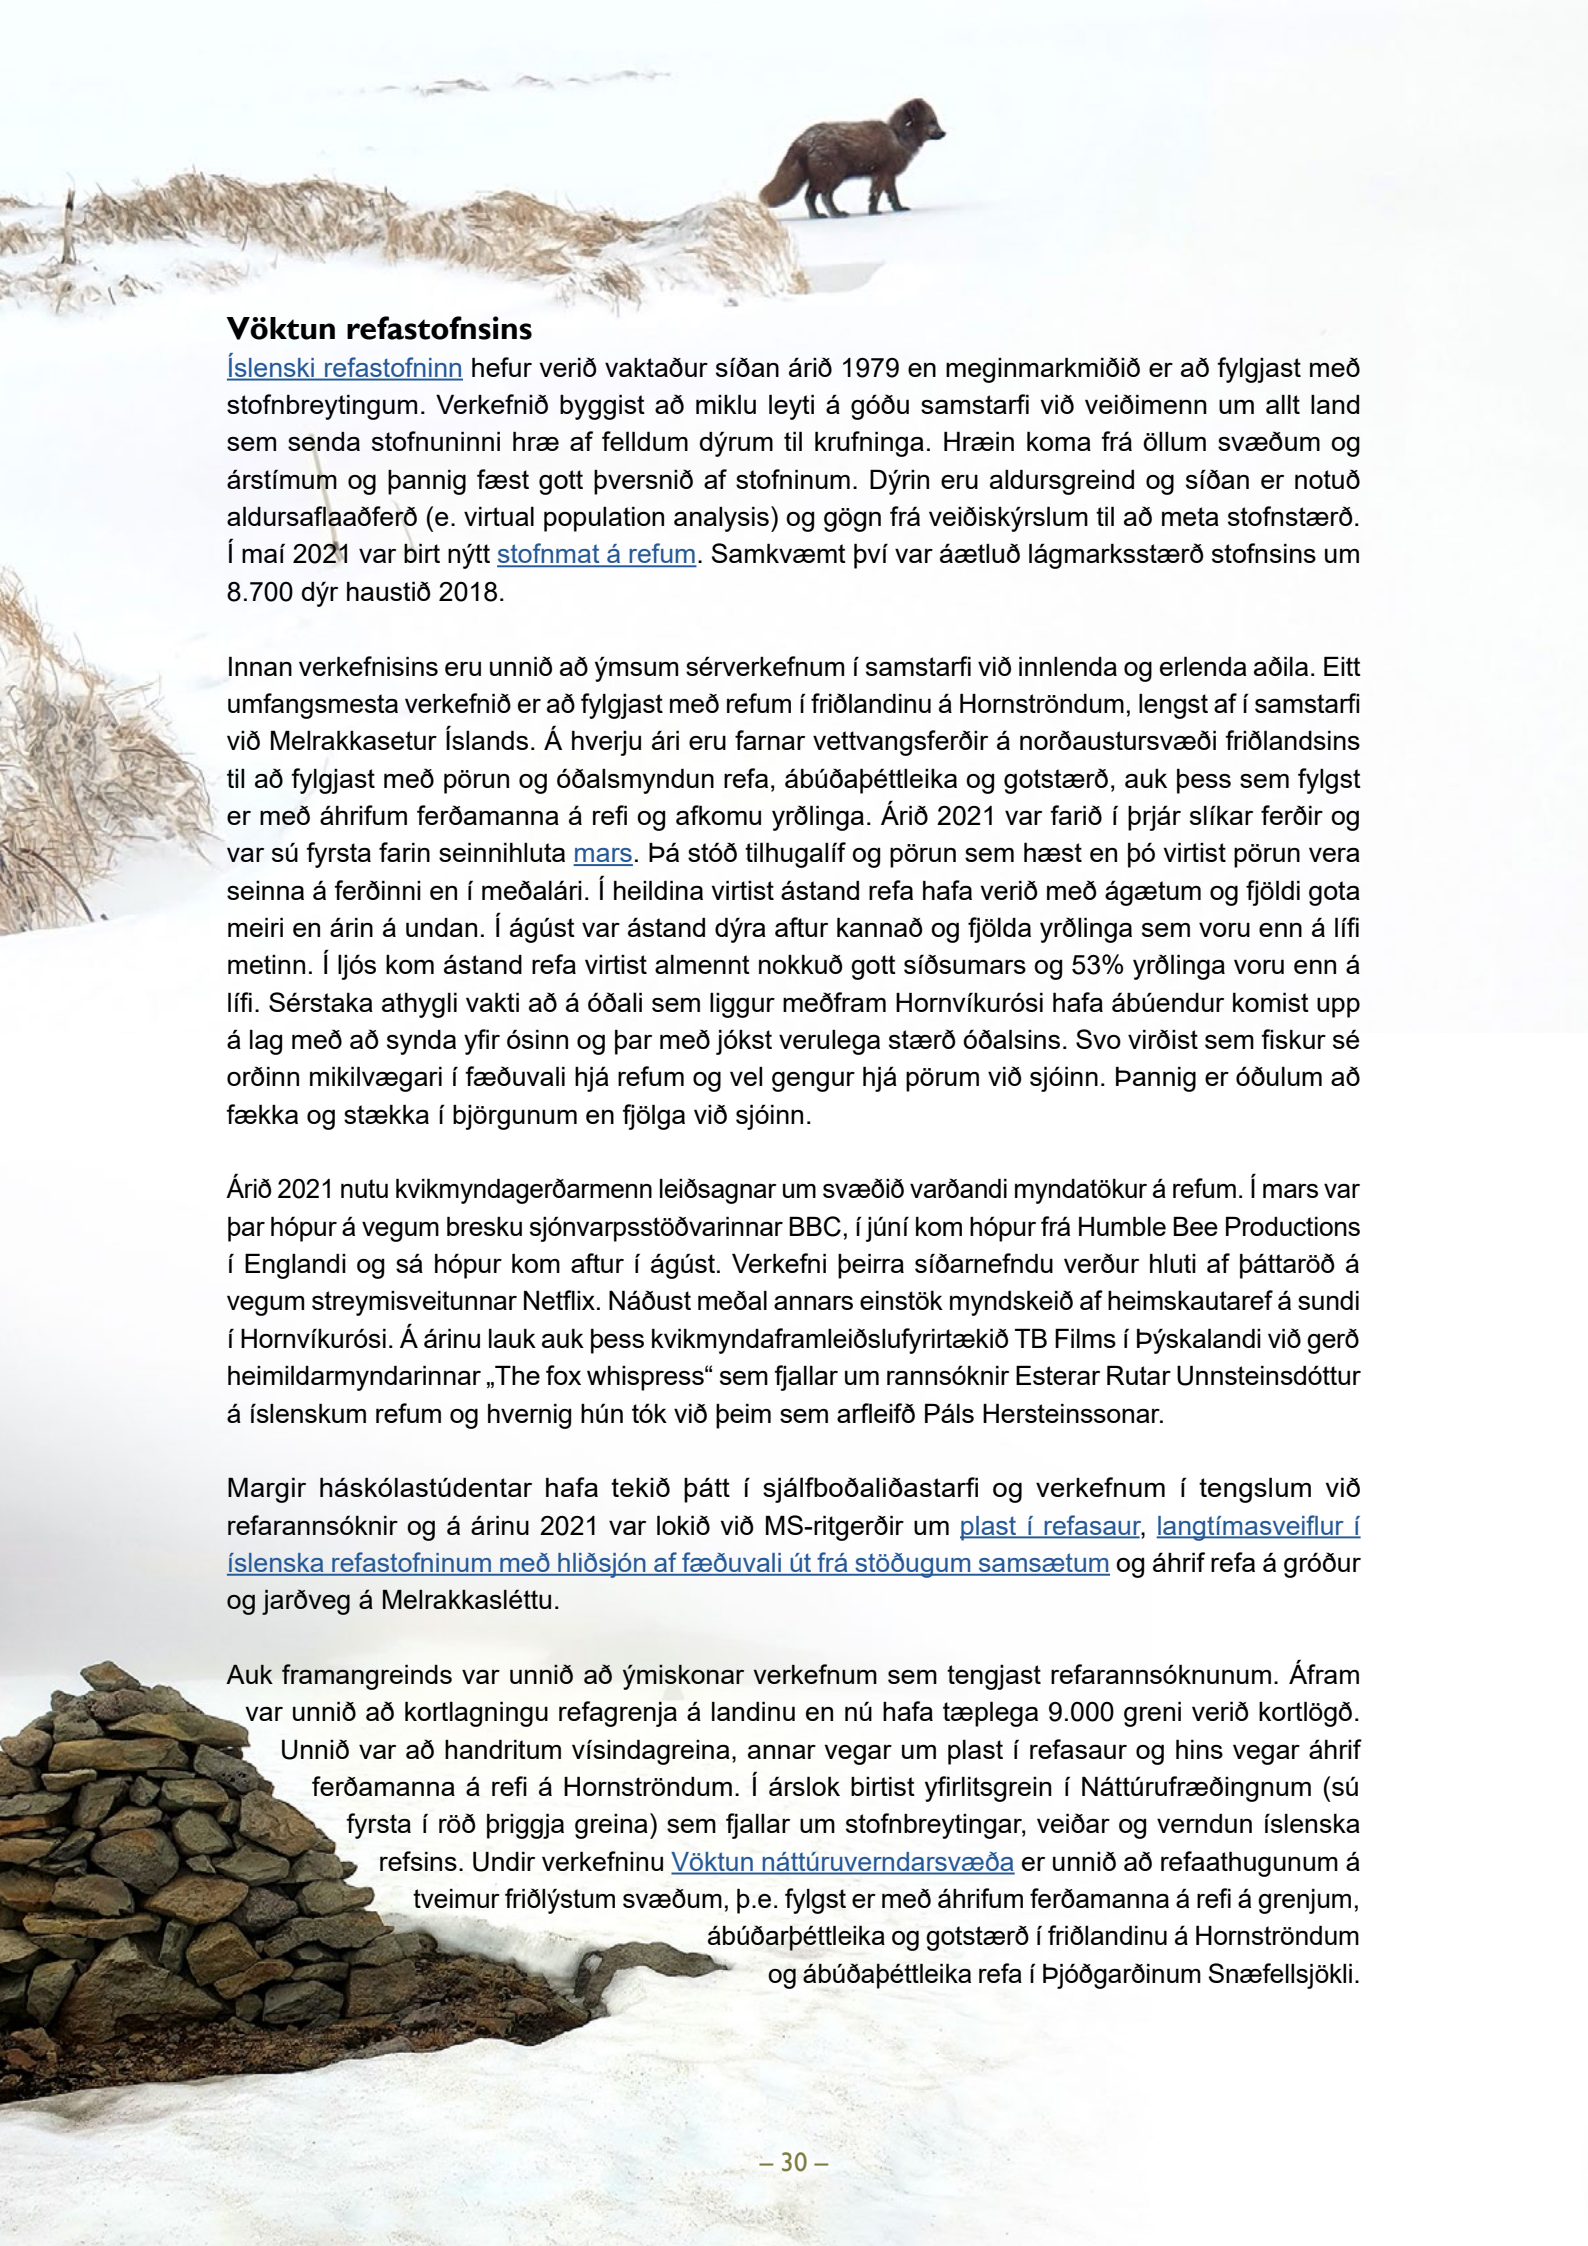 Vöktun refastofnsins
Íslenski refastofninn hefur verið vaktaður síðan árið 1979 en meginmarkmiðið er að fylgjast með
stofnbreytingum. Verkefnið byggist að miklu leyti á góðu samstarfi við veiðimenn um allt land
sem senda stofnuninni hræ af felldum dýrum til krufninga. Hræin koma frá öllum svæðum og
árstímum og þannig fæst gott þversnið af stofninum. Dýrin eru aldursgreind og síðan er notuð
aldursaflaaðferð (e. virtual population analysis) og gögn frá veiðiskýrslum til að meta stofnstærð.
Í maí 2021 var birt nýtt stofnmat á refum. Samkvæmt því var áætluð lágmarksstærð stofnsins um
8.700 dýr haustið 2018.
Innan verkefnisins eru unnið að ýmsum sérverkefnum í samstarfi við innlenda og erlenda aðila. Eitt
umfangsmesta verkefnið er að fylgjast með refum í friðlandinu á Hornströndum, lengst af í samstarfi
við Melrakkasetur Íslands. Á hverju ári eru farnar vettvangsferðir á norðaustursvæði friðlandsins
til að fylgjast með pörun og óðalsmyndun refa, ábúðaþéttleika og gotstærð, auk þess sem fylgst
er með áhrifum ferðamanna á refi og afkomu yrðlinga. Árið 2021 var farið í þrjár slíkar ferðir og
var sú fyrsta farin seinnihluta mars. Þá stóð tilhugalíf og pörun sem hæst en þó virtist pörun vera
seinna á ferðinni en í meðalári. Í heildina virtist ástand refa hafa verið með ágætum og fjöldi gota
meiri en árin á undan. Í ágúst var ástand dýra aftur kannað og fjölda yrðlinga sem voru enn á lífi
metinn. Í ljós kom ástand refa virtist almennt nokkuð gott síðsumars og 53% yrðlinga voru enn á
lífi. Sérstaka athygli vakti að á óðali sem liggur meðfram Hornvíkurósi hafa ábúendur komist upp
á lag með að synda yfir ósinn og þar með jókst verulega stærð óðalsins. Svo virðist sem fiskur sé
orðinn mikilvægari í fæðuvali hjá refum og vel gengur hjá pörum við sjóinn. Þannig er óðulum að
fækka og stækka í björgunum en fjölga við sjóinn.
Árið 2021 nutu kvikmyndagerðarmenn leiðsagnar um svæðið varðandi myndatökur á refum. Í mars var
þar hópur á vegum bresku sjónvarpsstöðvarinnar BBC, í júní kom hópur frá Humble Bee Productions
í Englandi og sá hópur kom aftur í ágúst. Verkefni þeirra síðarnefndu verður hluti af þáttaröð á
vegum streymisveitunnar Netflix. Náðust meðal annars einstök myndskeið af heimskautaref á sundi
í Hornvíkurósi. Á árinu lauk auk þess kvikmyndaframleiðslufyrirtækið TB Films í Þýskalandi við gerð
heimildarmyndarinnar „The fox whispress“ sem fjallar um rannsóknir Esterar Rutar Unnsteinsdóttur
á íslenskum refum og hvernig hún tók við þeim sem arfleifð Páls Hersteinssonar.
Margir háskólastúdentar hafa tekið þátt í sjálfboðaliðastarfi og verkefnum í tengslum við
refarannsóknir og á árinu 2021 var lokið við MS-ritgerðir um plast í refasaur, langtímasveiflur í
íslenska refastofninum með hliðsjón af fæðuvali út frá stöðugum samsætum og áhrif refa á gróður
og jarðveg á Melrakkasléttu.
Auk framangreinds var unnið að ýmiskonar verkefnum sem tengjast refarannsóknunum. Áfram
var unnið að kortlagningu refagrenja á landinu en nú hafa tæplega 9.000 greni verið kortlögð.
Unnið var að handritum vísindagreina, annar vegar um plast í refasaur og hins vegar áhrif
ferðamanna á refi á Hornströndum. Í árslok birtist yfirlitsgrein í Náttúrufræðingnum (sú
fyrsta í röð þriggja greina) sem fjallar um stofnbreytingar, veiðar og verndun íslenska
refsins. Undir verkefninu Vöktun náttúruverndarsvæða er unnið að refaathugunum á
tveimur friðlýstum svæðum, þ.e. fylgst er með áhrifum ferðamanna á refi á grenjum,
ábúðarþéttleika og gotstærð í friðlandinu á Hornströndum
og ábúðaþéttleika refa í Þjóðgarðinum Snæfellsjökli.
– 30 –